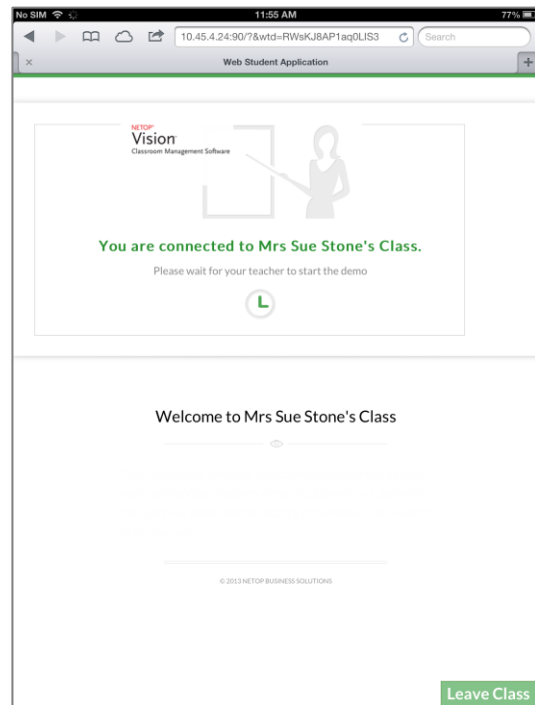 No SIM 11:55 AM 77%
10.45.4.24:90/?&wtd=RWsKJ8AP1aq0LIS3 Search
Web Student Application
NETOP
Vision
Classroom Management Software
You are connected to Mrs Sue Stone's Class.
Please wait for your teacher to start the demo
Welcome to Mrs Sue Stone's Class
© 2013 NETOP BUSINESS SOLUTIONS
Leave Class